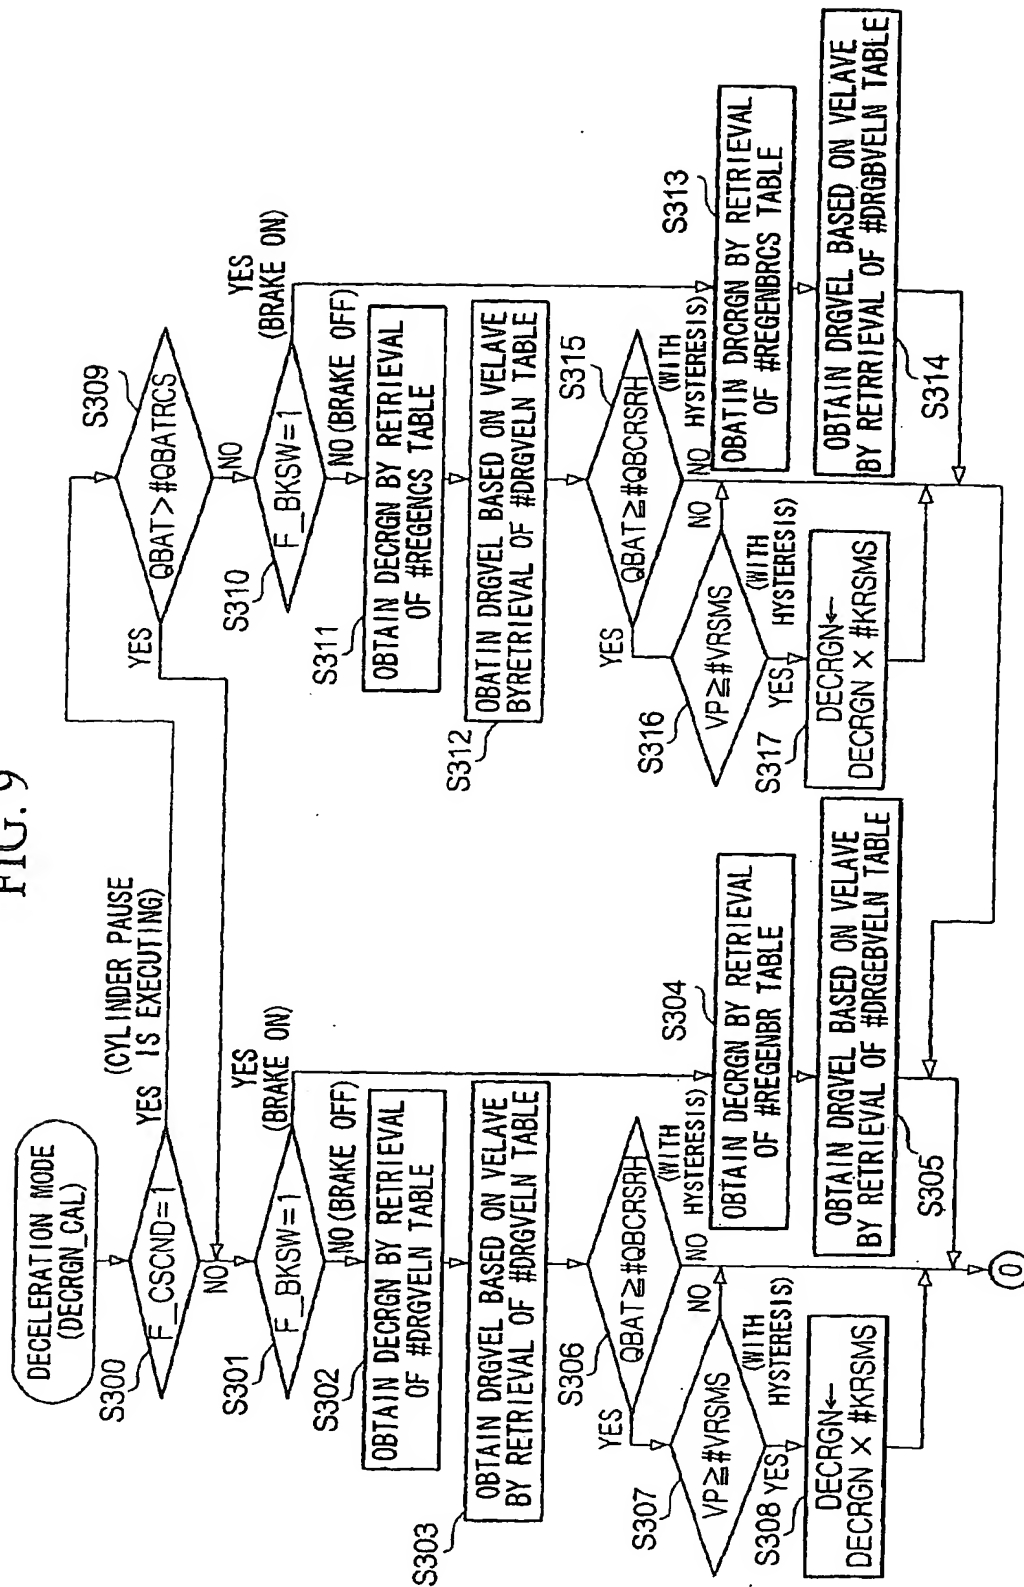 FIG. 9
DECELERATION MODE
(DECRGN_CAL)
S300
F_CSCND=1
YES
(CYLINDER PAUSE
IS EXECUTING)
NO
S301
F_BKSW=1
YES
(BRAKE ON)
NO(BRAKE OFF)
S302
OBTAIN DECRGN BY RETRIEVAL
OF #DRGVELN TABLE
S303
OBTAIN DRGVEL BASED ON VELAVE
BY RETRIEVAL OF #DRGVELN TABLE
S306
QBAT≧#QBCRSRH
YES
NO
(WITH
HYSTERESIS)
S307
VP≧#VRSMS
NO
YES
(WITH
HYSTERESIS)
S308
DECRGN←
DECRGN X #KRSMS
S304
OBTAIN DECRGN BY RETRIEVAL
OF #REGENBR TABLE
OBTAIN DRGVEL BASED ON VELAVE
BY RETRIEVAL OF #DRGEBVELN TABLE
S305
0
S309
QBAT>#QBATRCS
YES
NO
S310
F_BKSW=1
YES
(BRAKE ON)
NO(BRAKE OFF)
S311
OBTAIN DECRGN BY RETRIEVAL
OF #REGENCS TABLE
S312
OBATIN DRGVEL BASED ON VELAVE
BYRETRIEVAL OF #DRGVELN TABLE
S315
QBAT≧#QBCRSRH
YES
NO
(WITH
HYSTERESIS)
S316
VP≧#VRSMS
NO
YES
(WITH
HYSTERESIS)
S317
DECRGN←
DECRGN X #KRSMS
S313
OBATIN DRCRGN BY RETRIEVAL
OF #REGENBRCS TABLE
OBTAIN DRGVEL BASED ON VELAVE
BY RETRRIEVAL OF #DRGBVELN TABLE
S314